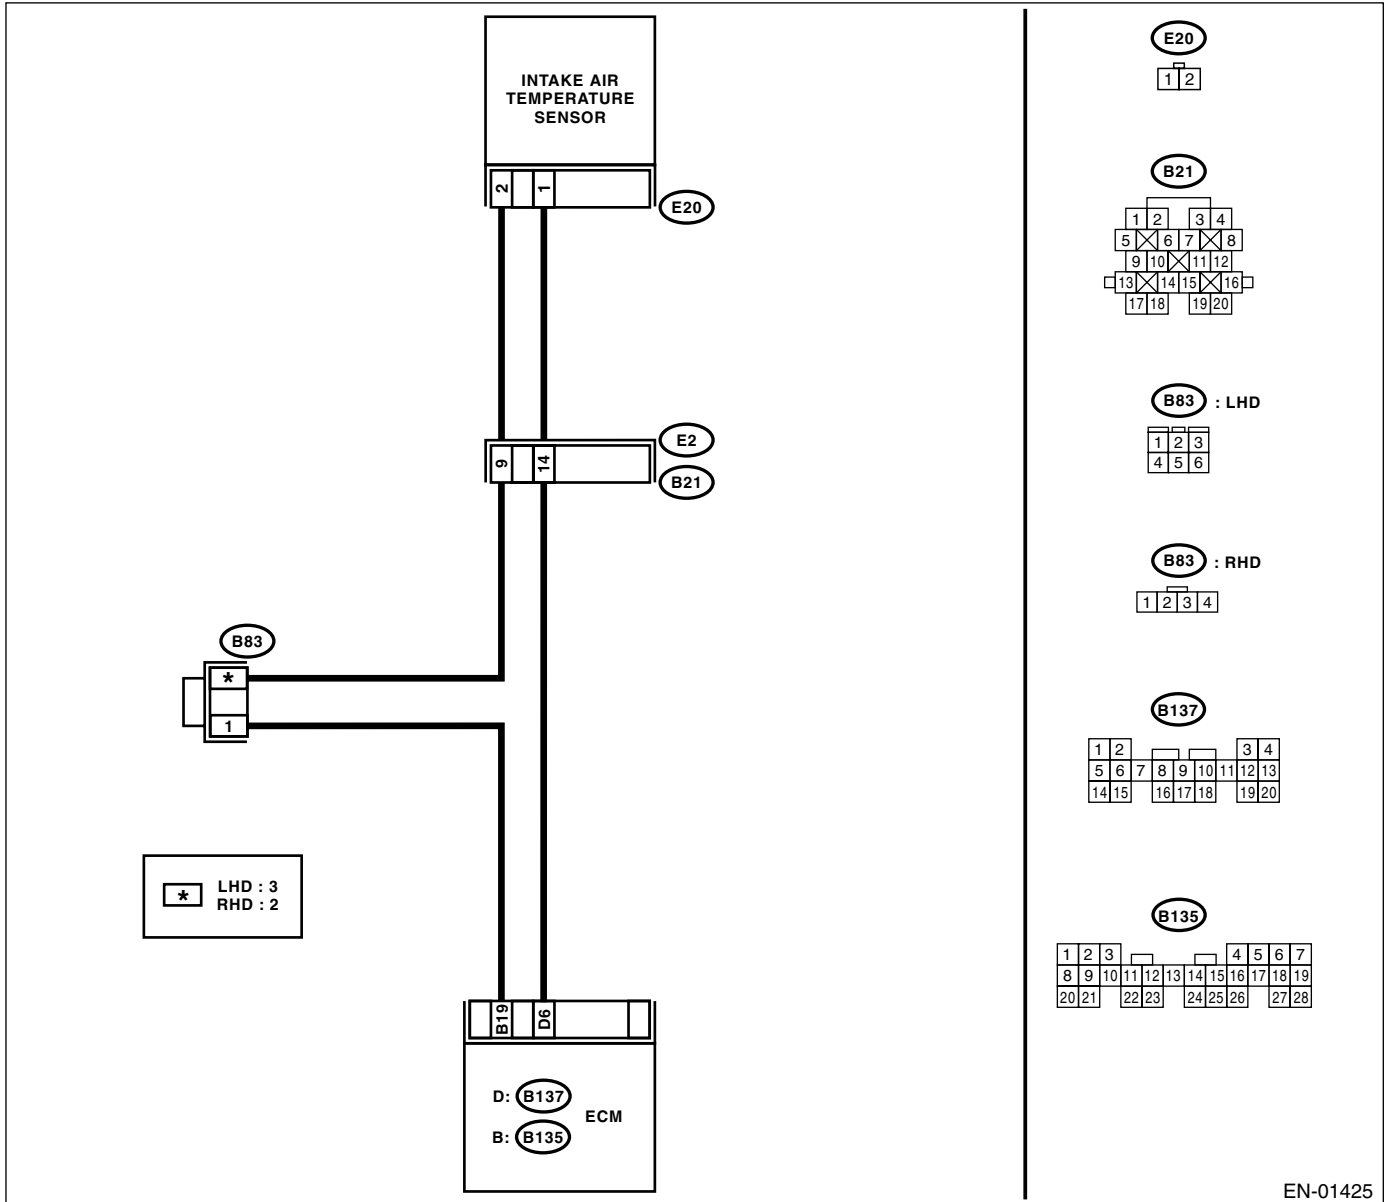 INTAKE AIR
TEMPERATURE
SENSOR
2 1
E20
9 14
E2
B21
B83
*
1
* LHD : 3
RHD : 2
B19 D6
D: B137
ECM
B: B135
E20
1 2
B21
1 2 3 4
5 6 7 8
9 10 11 12
13 14 15 16
17 18 19 20
B83 : LHD
1 2 3
4 5 6
B83 : RHD
1 2 3 4
B137
1 2 3 4
5 6 7 8 9 10 11 12 13
14 15 16 17 18 19 20
B135
1 2 3 4 5 6 7
8 9 10 11 12 13 14 15 16 17 18 19
20 21 22 23 24 25 26 27 28
EN-01425